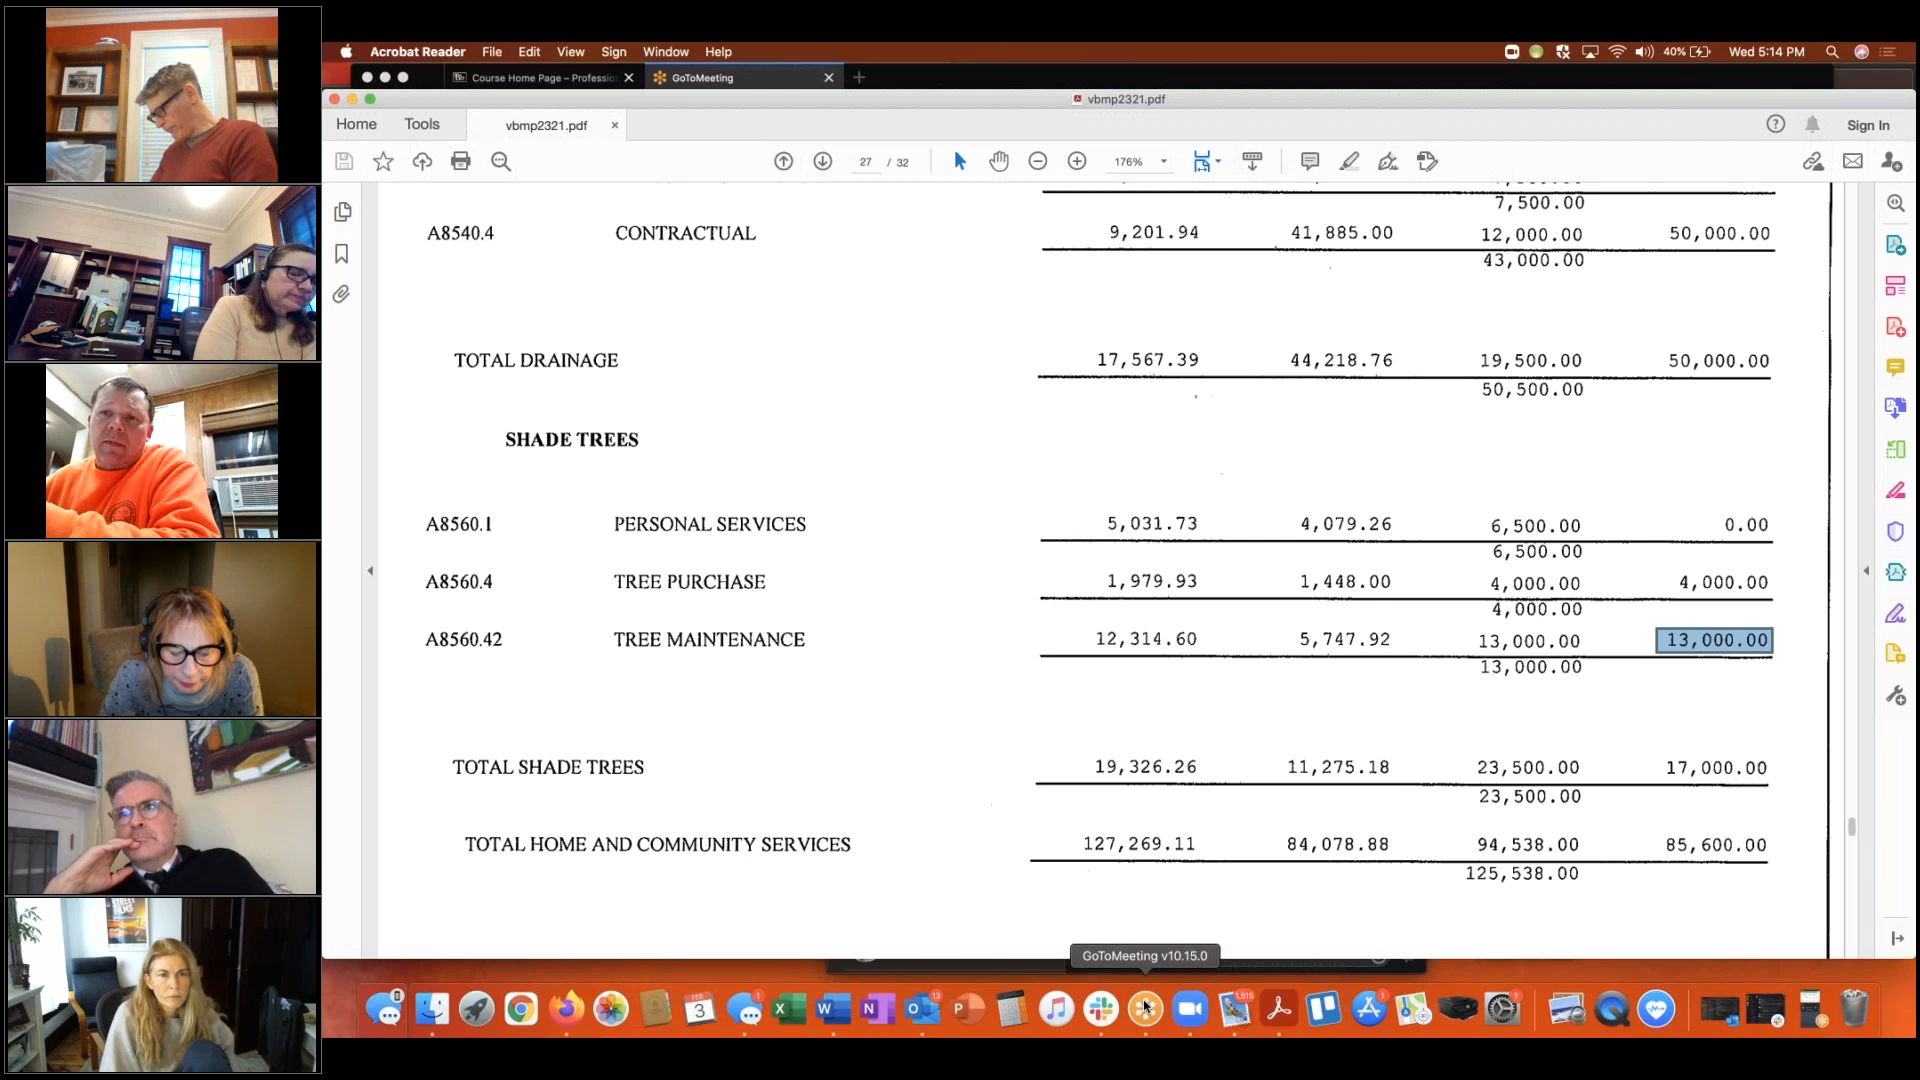 Acrobat Reader File Edit View Sign Window Help 40% Wed 5:14 PM
Course Home Page – Professio GoToMeeting
vbmp2321.pdf
Home Tools vbmp2321.pdf Sign In
27 / 32 176%
7,500.00
A8540.4 CONTRACTUAL 9,201.94 41,885.00 12,000.00 50,000.00
43,000.00
TOTAL DRAINAGE 17,567.39 44,218.76 19,500.00 50,000.00
50,500.00
SHADE TREES
A8560.1 PERSONAL SERVICES 5,031.73 4,079.26 6,500.00 0.00
6,500.00
A8560.4 TREE PURCHASE 1,979.93 1,448.00 4,000.00 4,000.00
4,000.00
A8560.42 TREE MAINTENANCE 12,314.60 5,747.92 13,000.00 13,000.00
13,000.00
TOTAL SHADE TREES 19,326.26 11,275.18 23,500.00 17,000.00
23,500.00
TOTAL HOME AND COMMUNITY SERVICES 127,269.11 84,078.88 94,538.00 85,600.00
125,538.00
GoToMeeting v10.15.0
FEB
3
1
13
1,515
1
1